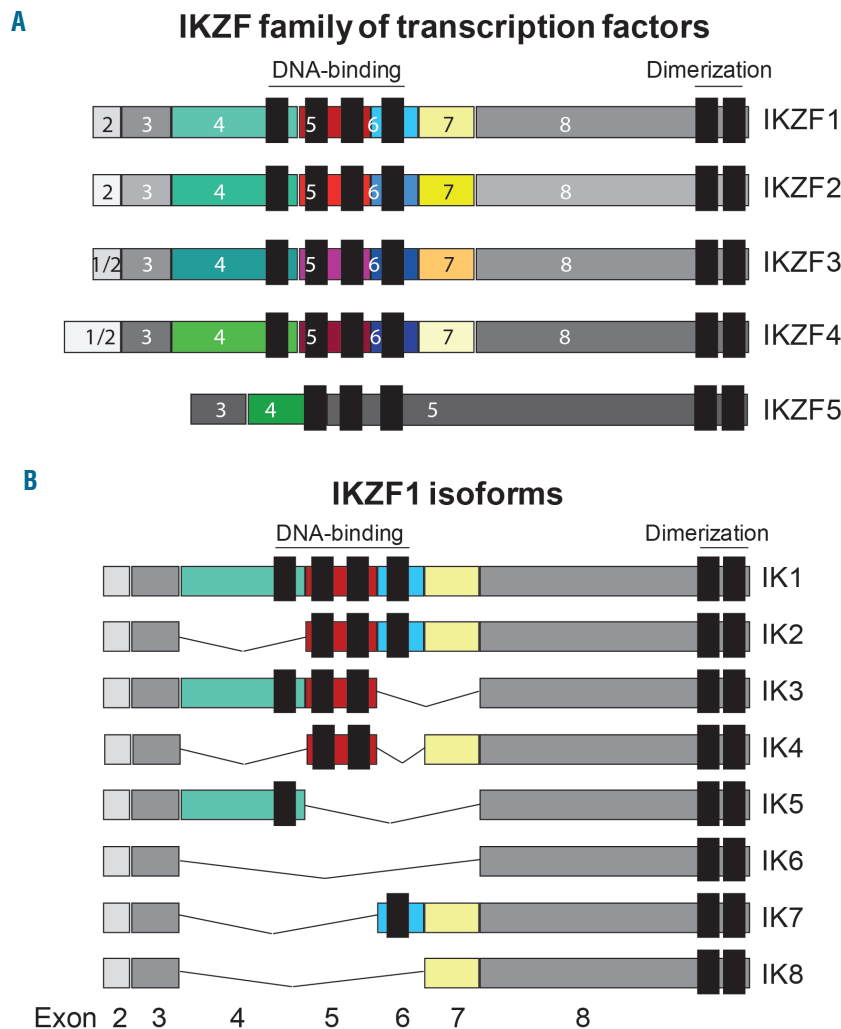 A
IKZF family of transcription factors
DNA-binding Dimerization
2 3 4 5 6 7 8 IKZF1
2 3 4 5 6 7 8 IKZF2
1/2 3 4 5 6 7 8 IKZF3
1/2 3 4 5 6 7 8 IKZF4
3 4 5 IKZF5
B
IKZF1 isoforms
DNA-binding Dimerization
IK1
IK2
IK3
IK4
IK5
IK6
IK7
IK8
Exon 2 3 4 5 6 7 8